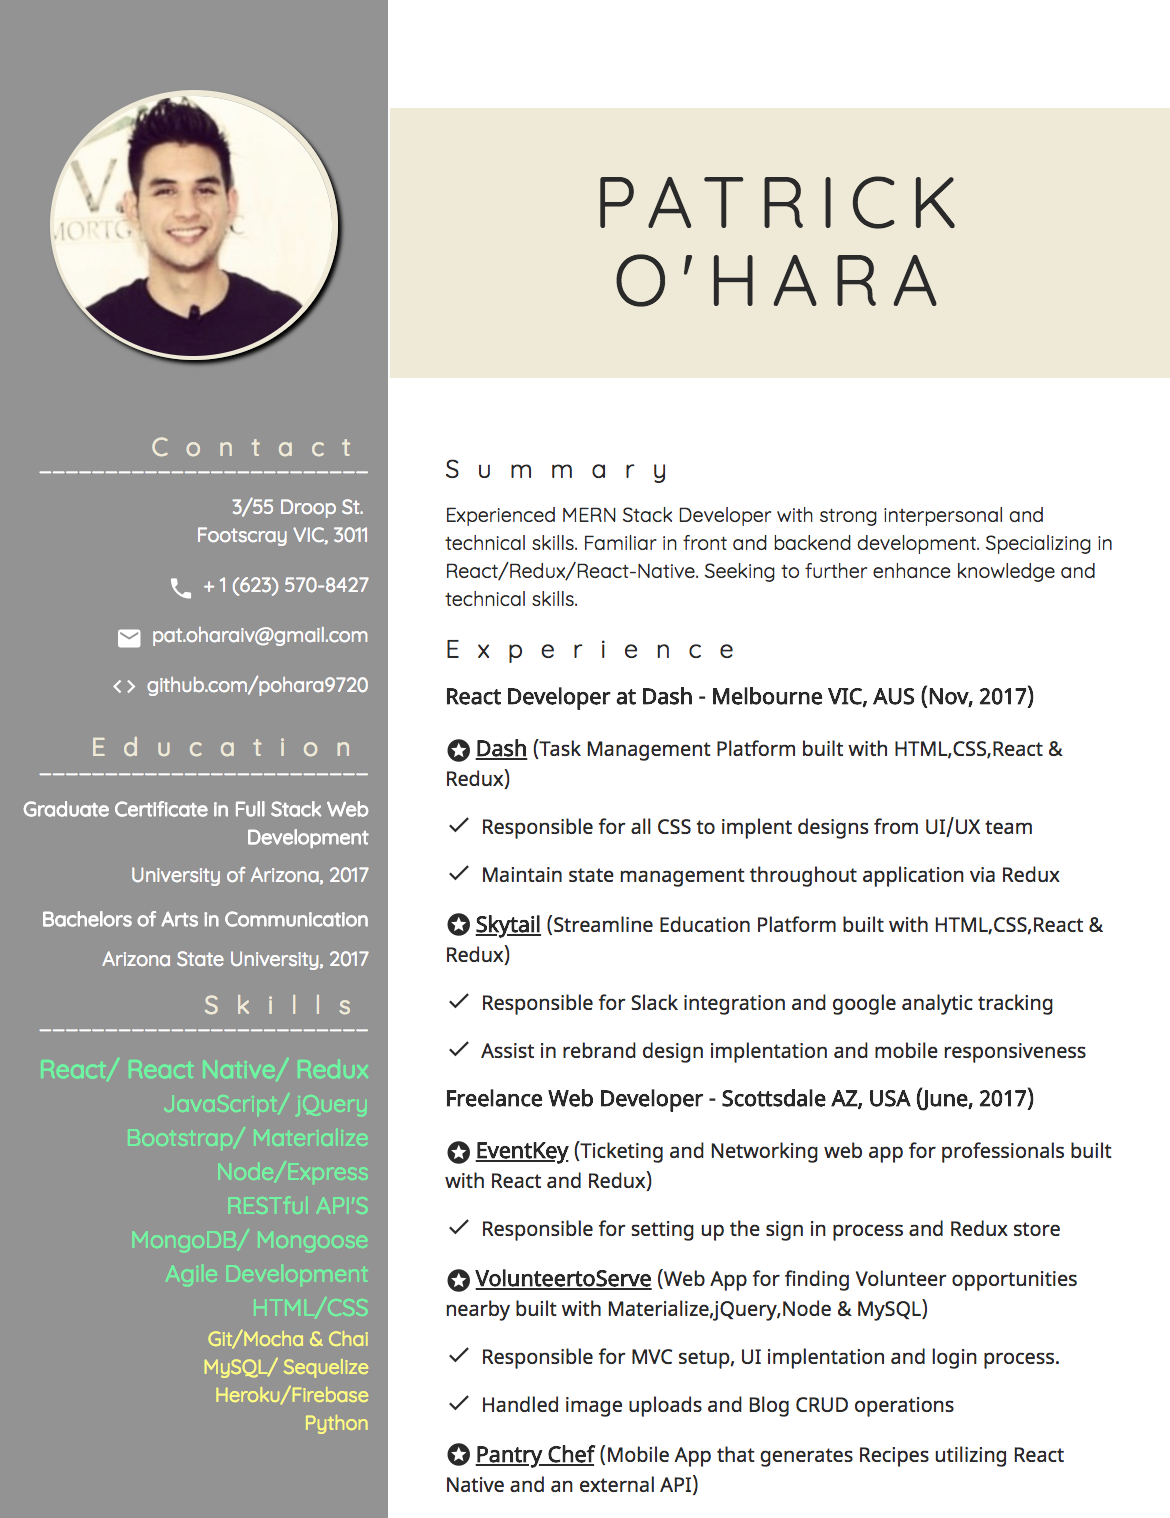 PATRICK
O'HARA
Contact
3/55 Droop St.
Footscray VIC, 3011
+ 1 (623) 570-8427
pat.oharaiv@gmail.com
github.com/pohara9720
Education
Graduate Certificate in Full Stack Web
Development
University of Arizona, 2017
Bachelors of Arts in Communication
Arizona State University, 2017
Skills
React/ React Native/ Redux
JavaScript/ jQuery
Bootstrap/ Materialize
Node/Express
RESTful API'S
MongoDB/ Mongoose
Agile Development
HTML/CSS
Git/Mocha & Chai
MySQL/ Sequelize
Heroku/Firebase
Python
Summary
Experienced MERN Stack Developer with strong interpersonal and
technical skills. Familiar in front and backend development. Specializing in
React/Redux/React-Native. Seeking to further enhance knowledge and
technical skills.
Experience
React Developer at Dash - Melbourne VIC, AUS (Nov, 2017)
Dash (Task Management Platform built with HTML,CSS,React &
Redux)
Responsible for all CSS to implent designs from UI/UX team
Maintain state management throughout application via Redux
Skytail (Streamline Education Platform built with HTML,CSS,React &
Redux)
Responsible for Slack integration and google analytic tracking
Assist in rebrand design implentation and mobile responsiveness
Freelance Web Developer - Scottsdale AZ, USA (June, 2017)
EventKey (Ticketing and Networking web app for professionals built
with React and Redux)
Responsible for setting up the sign in process and Redux store
VolunteertoServe (Web App for finding Volunteer opportunities
nearby built with Materialize,jQuery,Node & MySQL)
Responsible for MVC setup, UI implentation and login process.
Handled image uploads and Blog CRUD operations
Pantry Chef (Mobile App that generates Recipes utilizing React
Native and an external API)